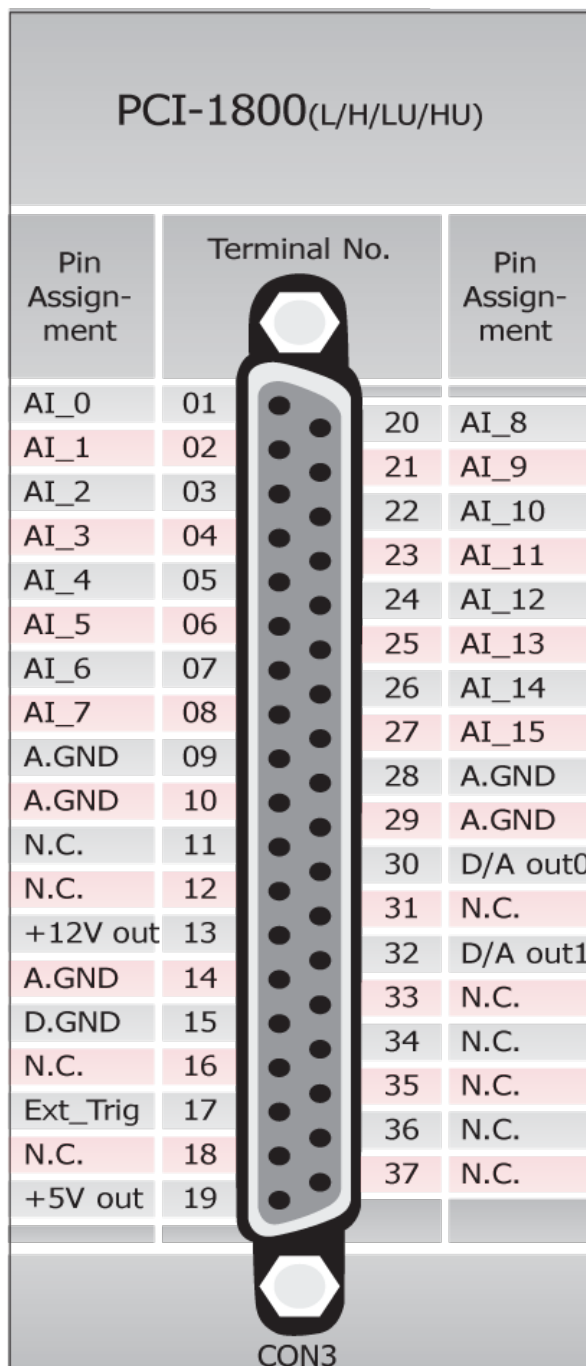 PCI-1800(L/H/LU/HU)
Pin Assign-ment Terminal No. Pin Assign-ment
AI_0 01
20 AI_8
AI_1 02
21 AI_9
AI_2 03
22 AI_10
AI_3 04
23 AI_11
AI_4 05
24 AI_12
AI_5 06
25 AI_13
AI_6 07
26 AI_14
AI_7 08
27 AI_15
A.GND 09
28 A.GND
A.GND 10
29 A.GND
N.C. 11
30 D/A out0
N.C. 12
31 N.C.
+12V out 13
32 D/A out1
A.GND 14
33 N.C.
D.GND 15
34 N.C.
N.C. 16
35 N.C.
Ext_Trig 17
36 N.C.
N.C. 18
37 N.C.
+5V out 19
CON3